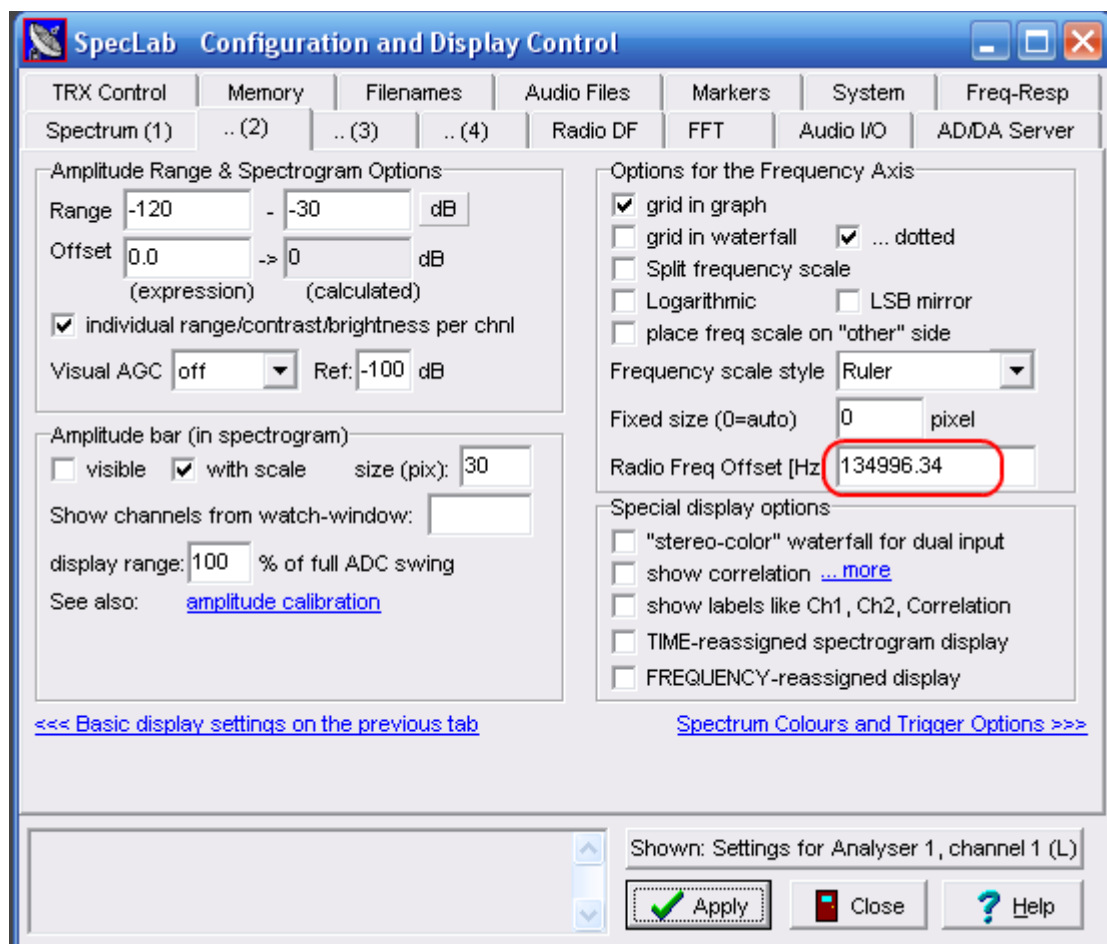 SpecLab Configuration and Display Control
TRX Control Memory Filenames Audio Files Markers System Freq-Resp
Spectrum (1) .. (2) .. (3) .. (4) Radio DF FFT Audio I/O AD/DA Server
Amplitude Range & Spectrogram Options
Range -120 - -30 dB
Offset 0.0 -> 0 dB
(expression) (calculated)
individual range/contrast/brightness per chnl
Visual AGC off Ref: -100 dB
Amplitude bar (in spectrogram)
visible with scale size (pix): 30
Show channels from watch-window:
display range: 100 % of full ADC swing
See also: amplitude calibration
<<< Basic display settings on the previous tab
Options for the Frequency Axis
grid in graph
grid in waterfall ... dotted
Split frequency scale
Logarithmic LSB mirror
place freq scale on "other" side
Frequency scale style Ruler
Fixed size (0=auto) 0 pixel
Radio Freq Offset [Hz 134996.34
Special display options
"stereo-color" waterfall for dual input
show correlation ... more
show labels like Ch1, Ch2, Correlation
TIME-reassigned spectrogram display
FREQUENCY-reassigned display
Spectrum Colours and Trigger Options >>>
Shown: Settings for Analyser 1, channel 1 (L)
Apply Close Help